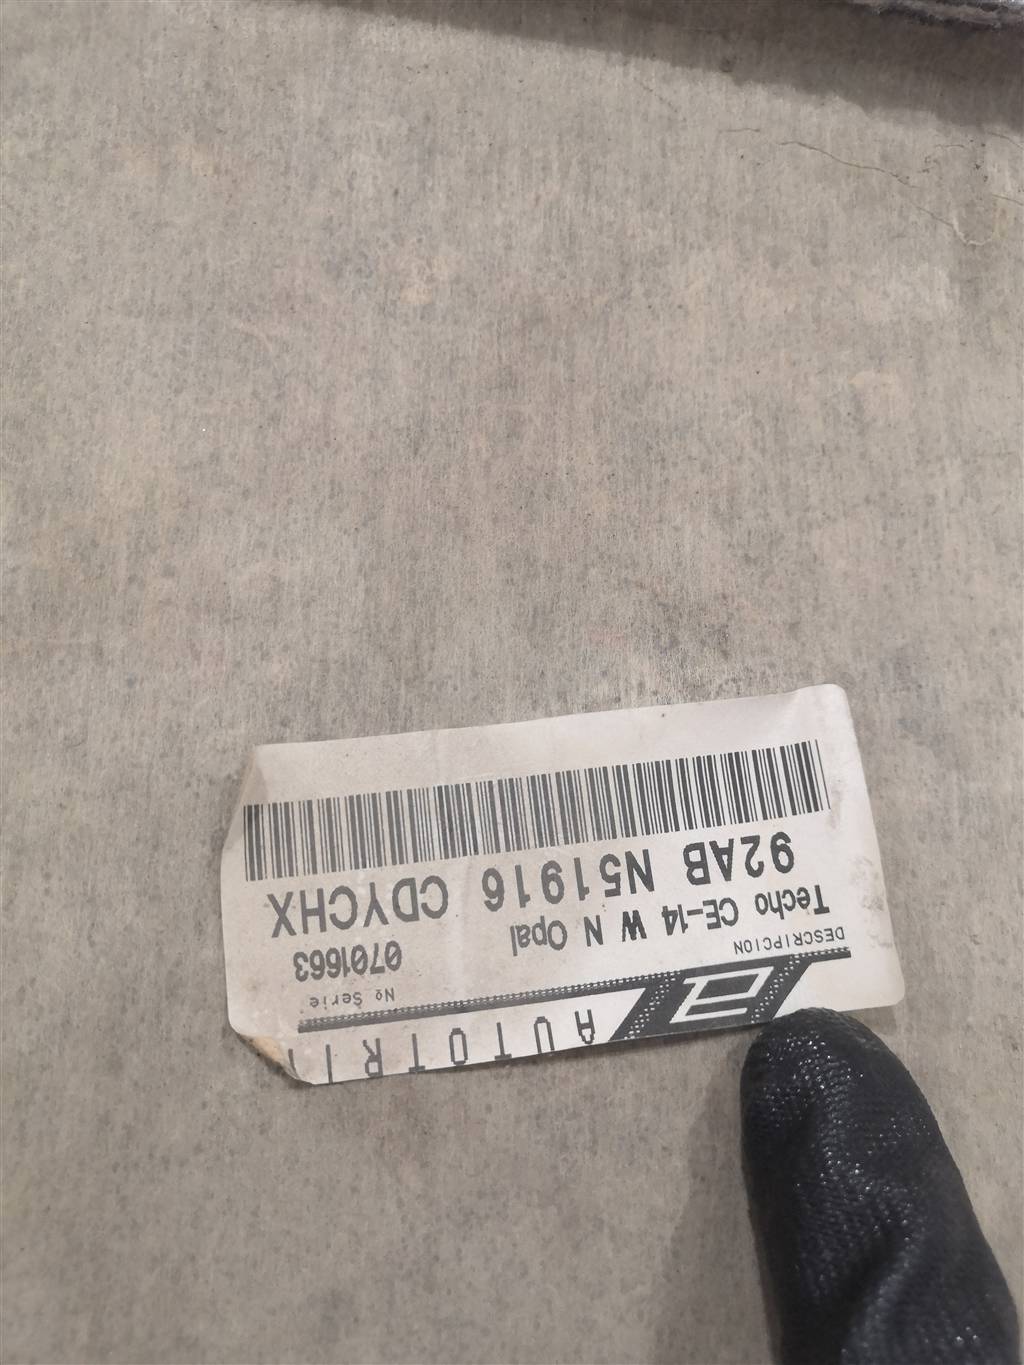 AUTOTRI
DESCRIPCION
Nº Serie
Techo CE-14 W N Opal
0701663
92AB N51916 CDYCHX